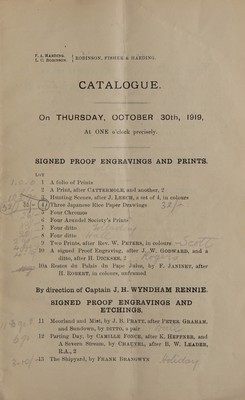 ROBINSON, FISHER & HARDING.
CATALOGUE.
On THURSDAY, OCTOBER 30th, 1919,
At ONE o'clock precisely.
SIGNED PROOF ENGRAVINGS AND PRINTS.
LOT
1 A folio of Prints
2 A Print, after CATTERMOLE, and another, 2
3 Hunting Scenes, after J. LEECH, a set of 4, in colours
4 Three Japanese Rice Paper Drawings
5 Four Chromos
6 Four Arundel Society's Prints
7 Four ditto
8 Four ditto
9 Two Prints, after Rev. W. PETERS, in colours
10 A signed Proof Engraving, after J. W. GODWARD, and a
ditto, after H. DICKSEE, 2
10A Restes du Palais du Pape Jules, by F. JANINET, after
H. ROBERT, in colours, unframed
By direction of Captain J. H. WYNDHAM RENNIE.
SIGNED PROOF ENGRAVINGS AND
ETCHINGS.
11 Moorland and Mist, by J. B. PRATT, after PETER GRAHAM,
and Sundown, by DITTO, a pair
12 Parting Day, by CAMILLE FONCE, after K. HEFFNER, and
A Severn Stream, by CHAUVEL, after B. W. LEADER,
R.A., 2
13 The Shipyard, by FRANK BRANGWYN